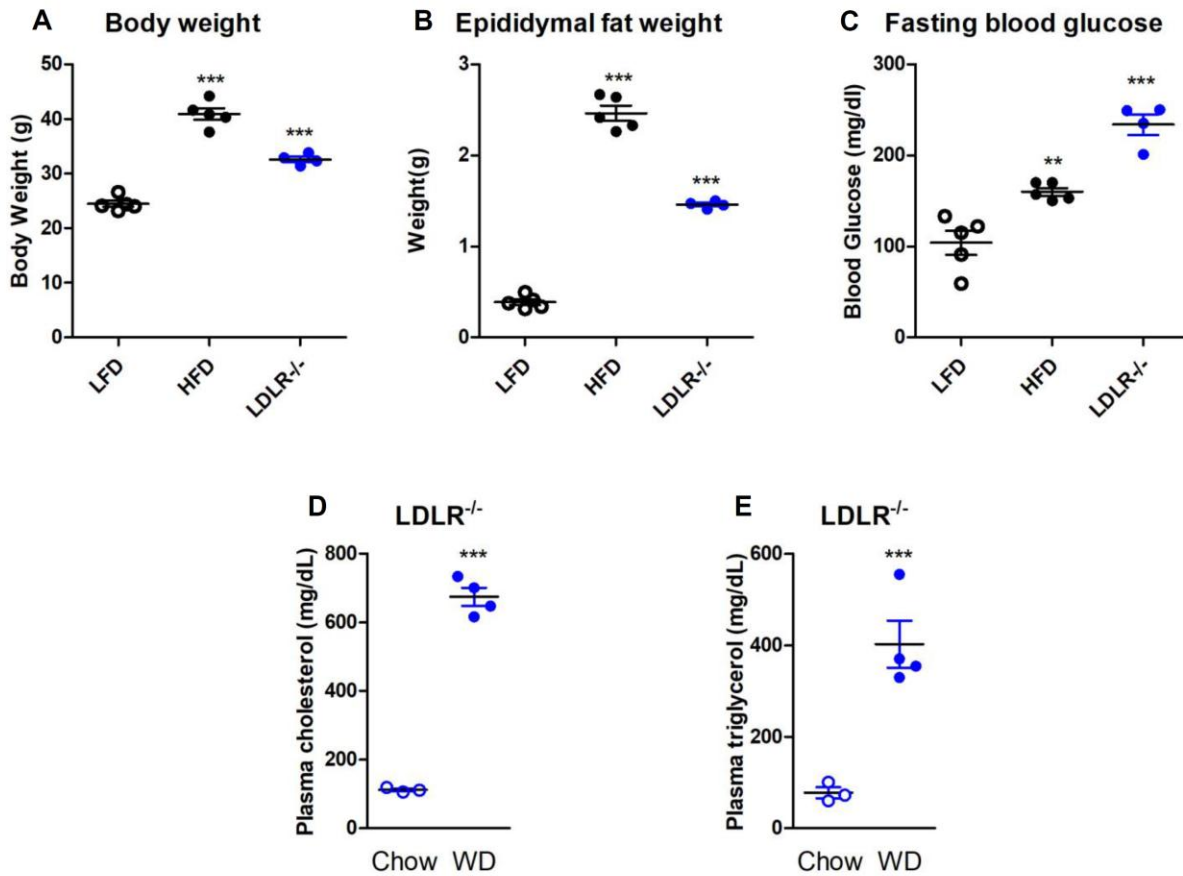 A Body weight
Body Weight (g)
50
40
30
20
10
0
***
***
LFD
HFD
LDLR-/-
B Epididymal fat weight
Weight(g)
3
2
1
0
***
***
LFD
HFD
LDLR-/-
C Fasting blood glucose
Blood Glucose (mg/dl)
300
200
100
0
**
***
LFD
HFD
LDLR-/-
D LDLR-/-
Plasma cholesterol (mg/dL)
800
600
400
200
0
***
Chow WD
E LDLR-/-
Plasma triglycerol (mg/dL)
600
400
200
0
***
Chow WD